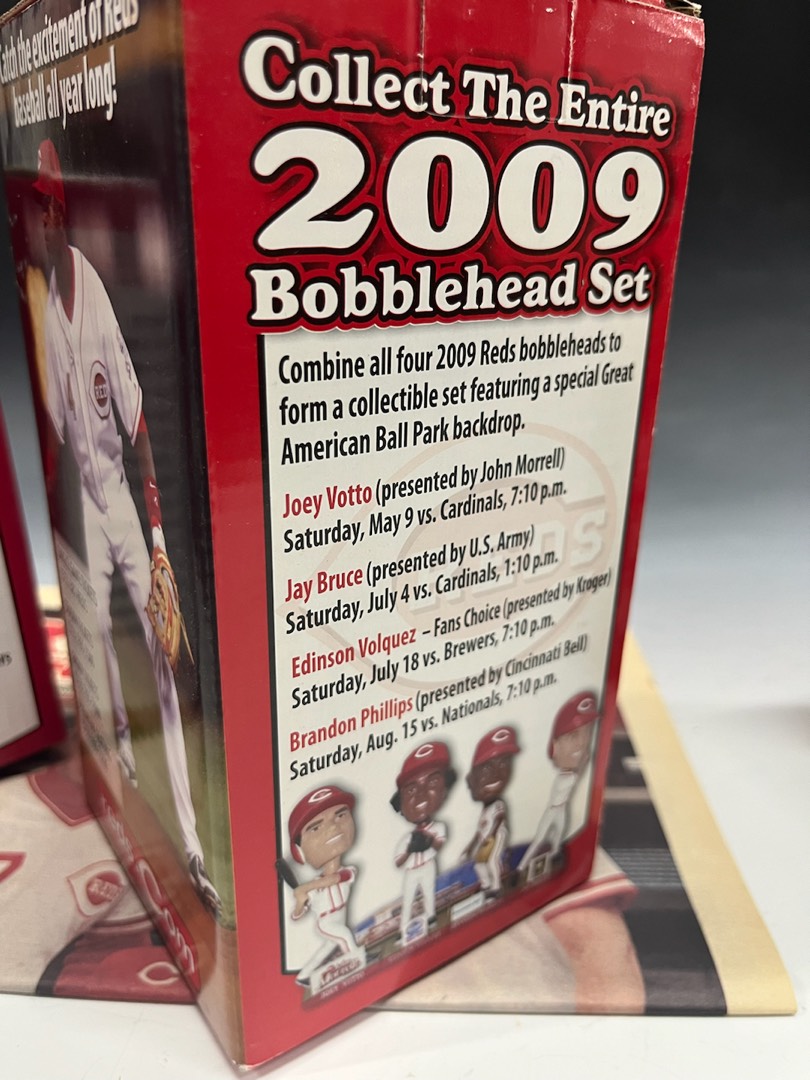 Catch the excitement of Reds
baseball all year long!
Collect The Entire
2009
Bobblehead Set
Combine all four 2009 Reds bobbleheads to
form a collectible set featuring a special Great
American Ball Park backdrop.
Joey Votto (presented by John Morrell)
Saturday, May 9 vs. Cardinals, 7:10 p.m.
Jay Bruce (presented by U.S. Army)
Saturday, July 4 vs. Cardinals, 1:10 p.m.
Edinson Volquez – Fans Choice (presented by Kroger)
Saturday, July 18 vs. Brewers, 7:10 p.m.
Brandon Phillips (presented by Cincinnati Bell)
Saturday, Aug. 15 vs. Nationals, 7:10 p.m.
REDS
REDS
JOEY VOTTO